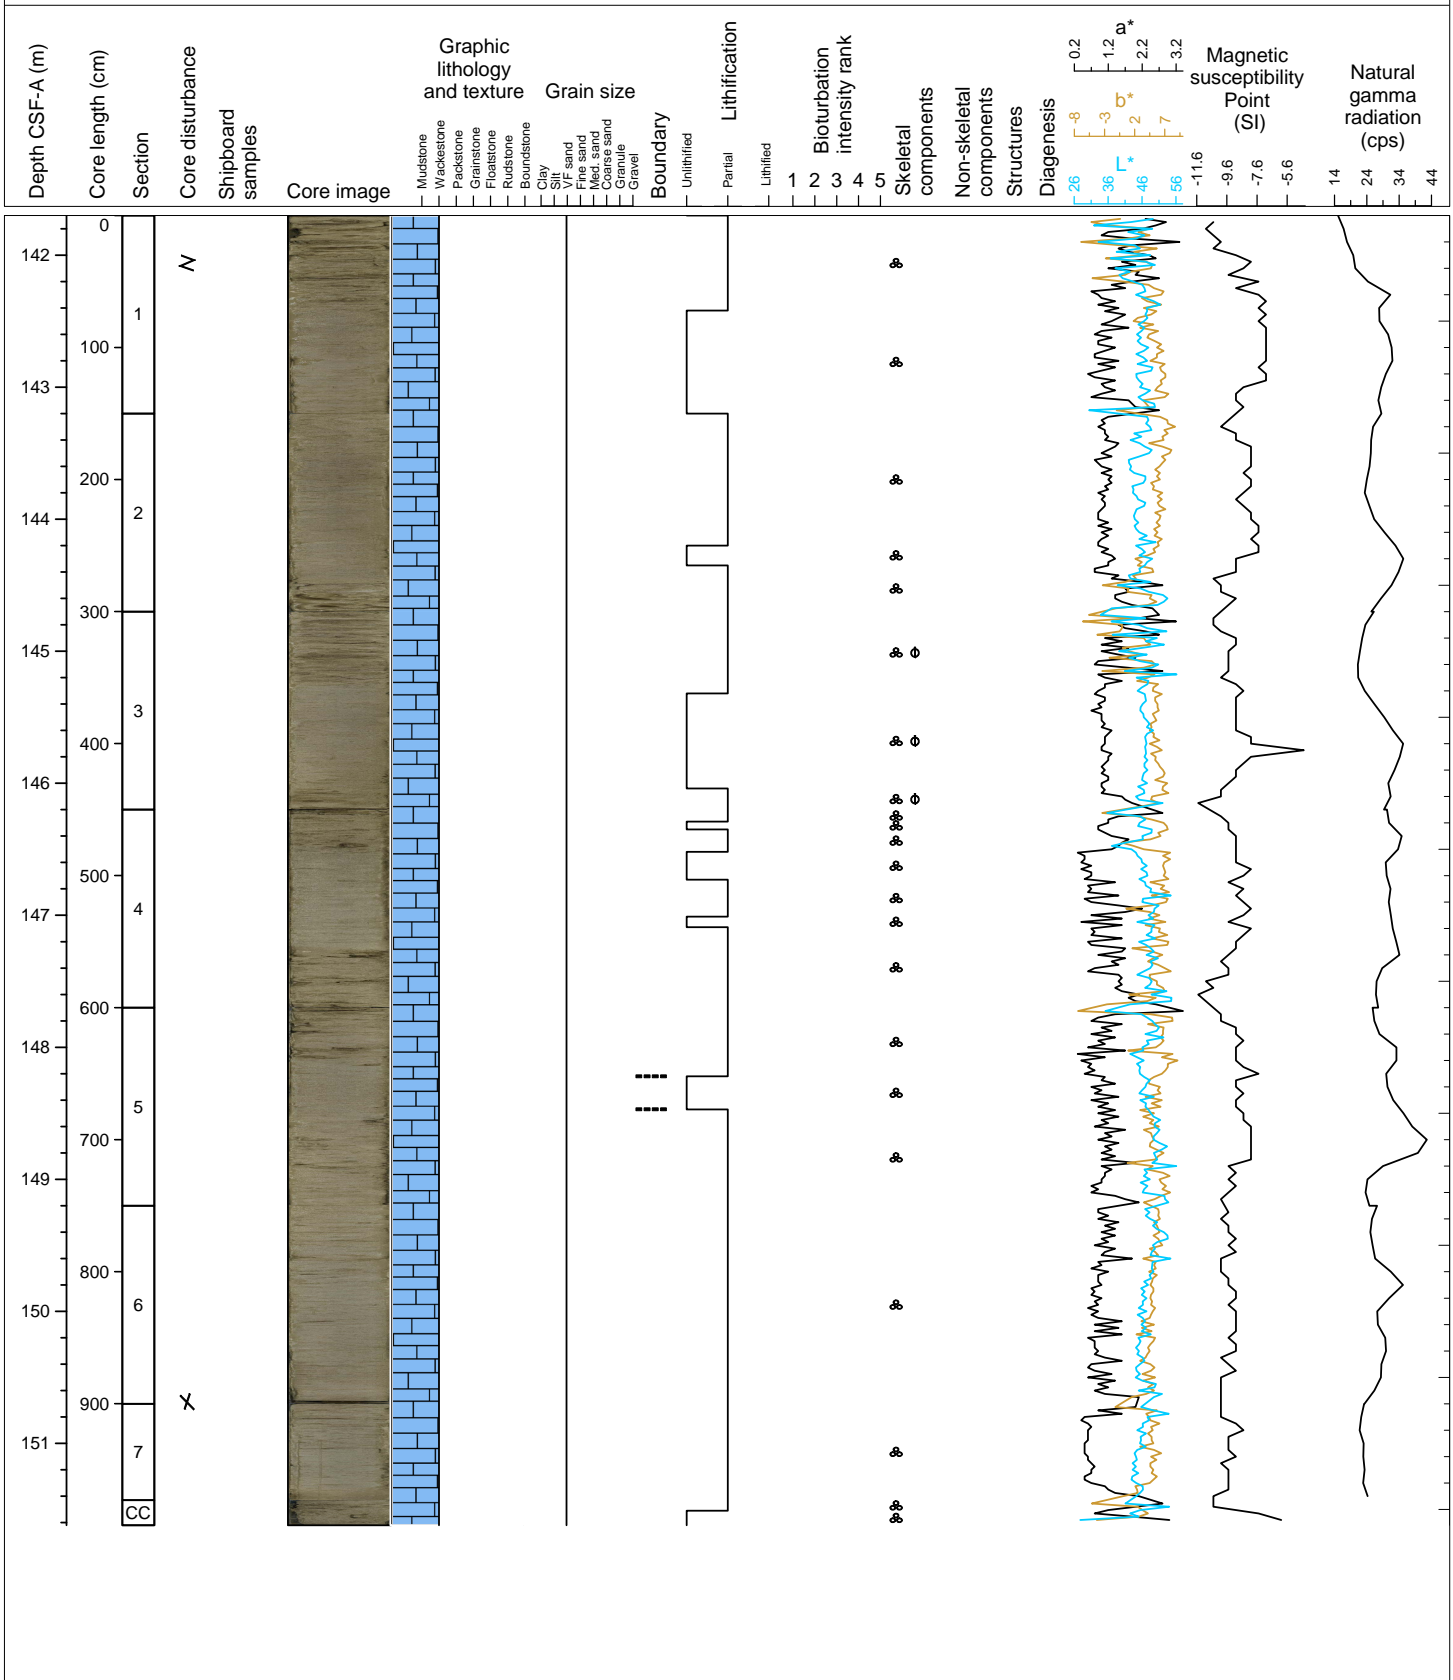 Depth CSF-A (m)
Core length (cm)
Section
Core disturbance
Shipboard
samples
Core image
Graphic
lithology
and texture
Mudstone
Wackestone
Packstone
Grainstone
Floatstone
Rudstone
Boundstone
Grain size
Clay
Silt
VF sand
Fine sand
Med. sand
Coarse sand
Granule
Gravel
Boundary
Lithification
Unlithified
Partial
Lithified
Bioturbation
intensity rank
1 2 3 4 5
Skeletal
components
Non-skeletal
components
Structures
Diagenesis
a*
0.2 1.2 2.2 3.2
b*
-8 -3 2 7
L*
26 36 46 56
Magnetic
susceptibility
Point
(SI)
-11.6 -9.6 -7.6 -5.6
Natural
gamma
radiation
(cps)
14 24 34 44
0
142
1
100
143
200
2
144
300
145
3
400
146
500
4
147
600
148
5
700
149
800
6
150
900
151
7
CC